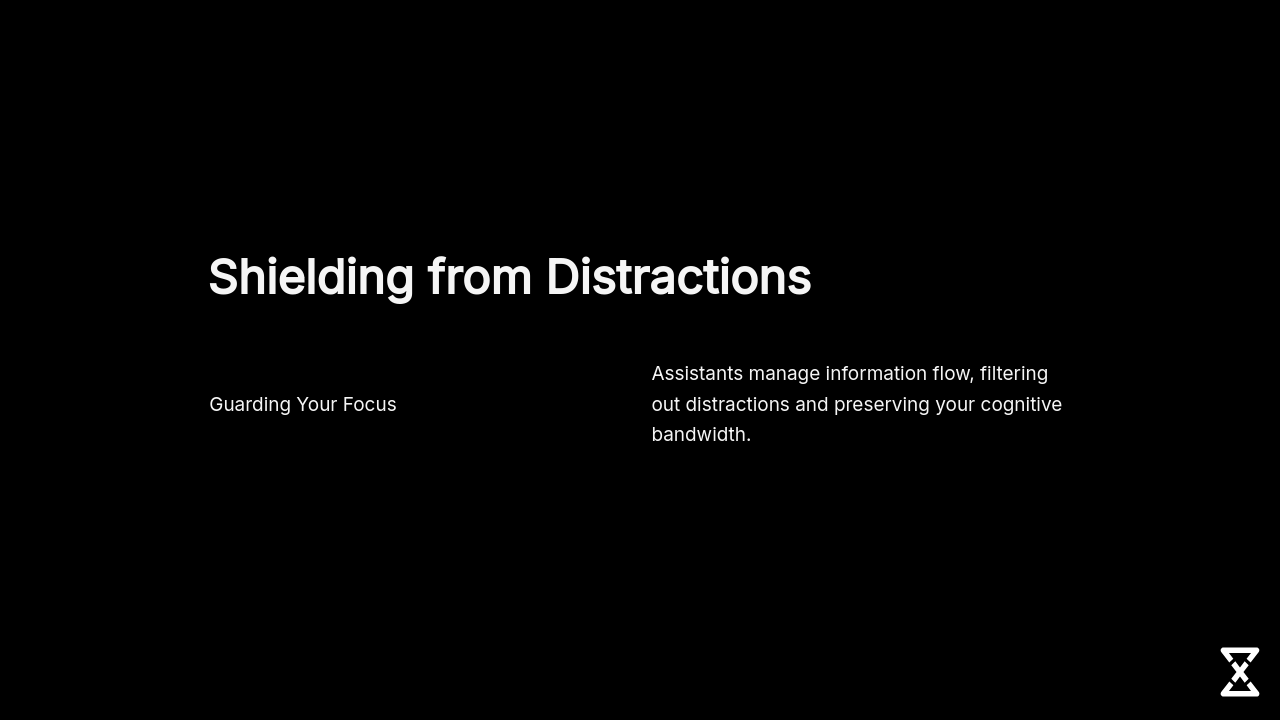 Shielding from Distractions
Guarding Your Focus
Assistants manage information flow, filtering
out distractions and preserving your cognitive
bandwidth.